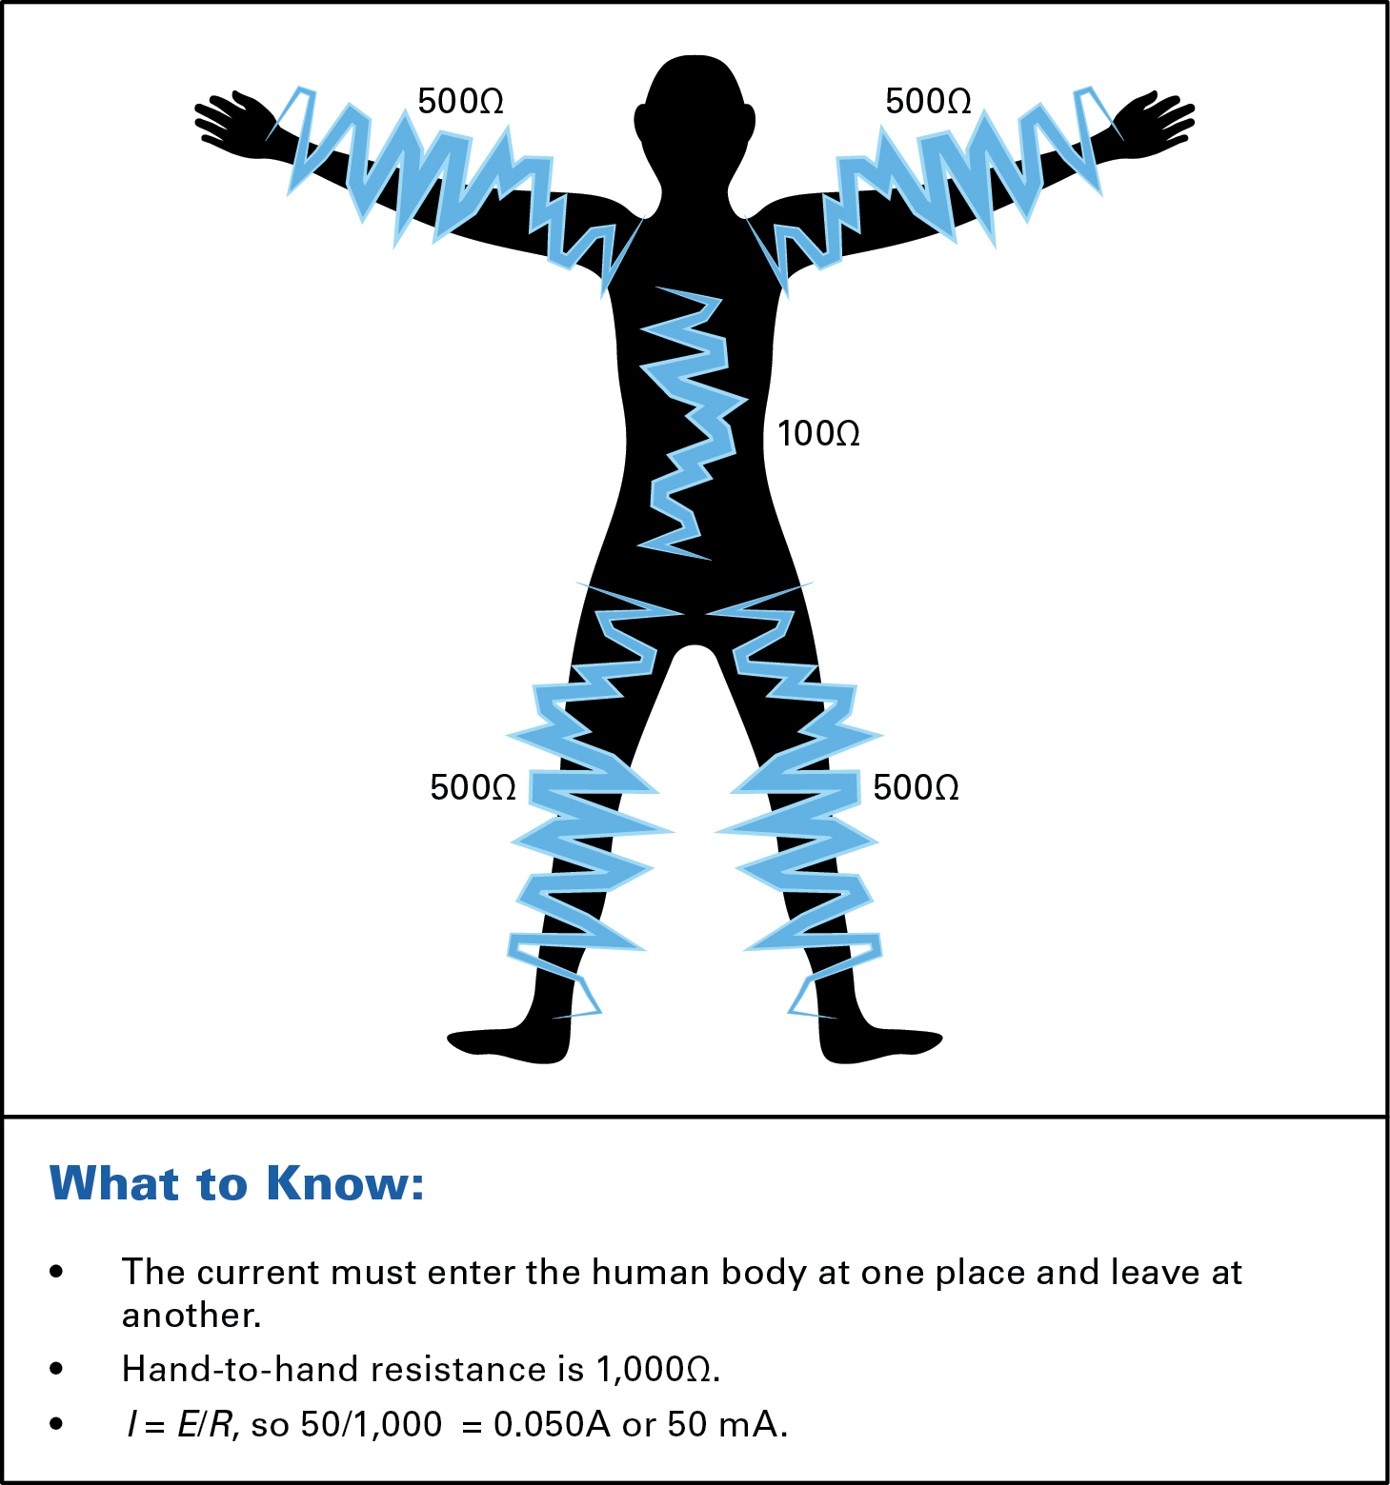 500Ω
500Ω
100Ω
500Ω
500Ω
What to Know:
• The current must enter the human body at one place and leave at
another.
• Hand-to-hand resistance is 1,000Ω.
• I = E/R, so 50/1,000 = 0.050A or 50 mA.